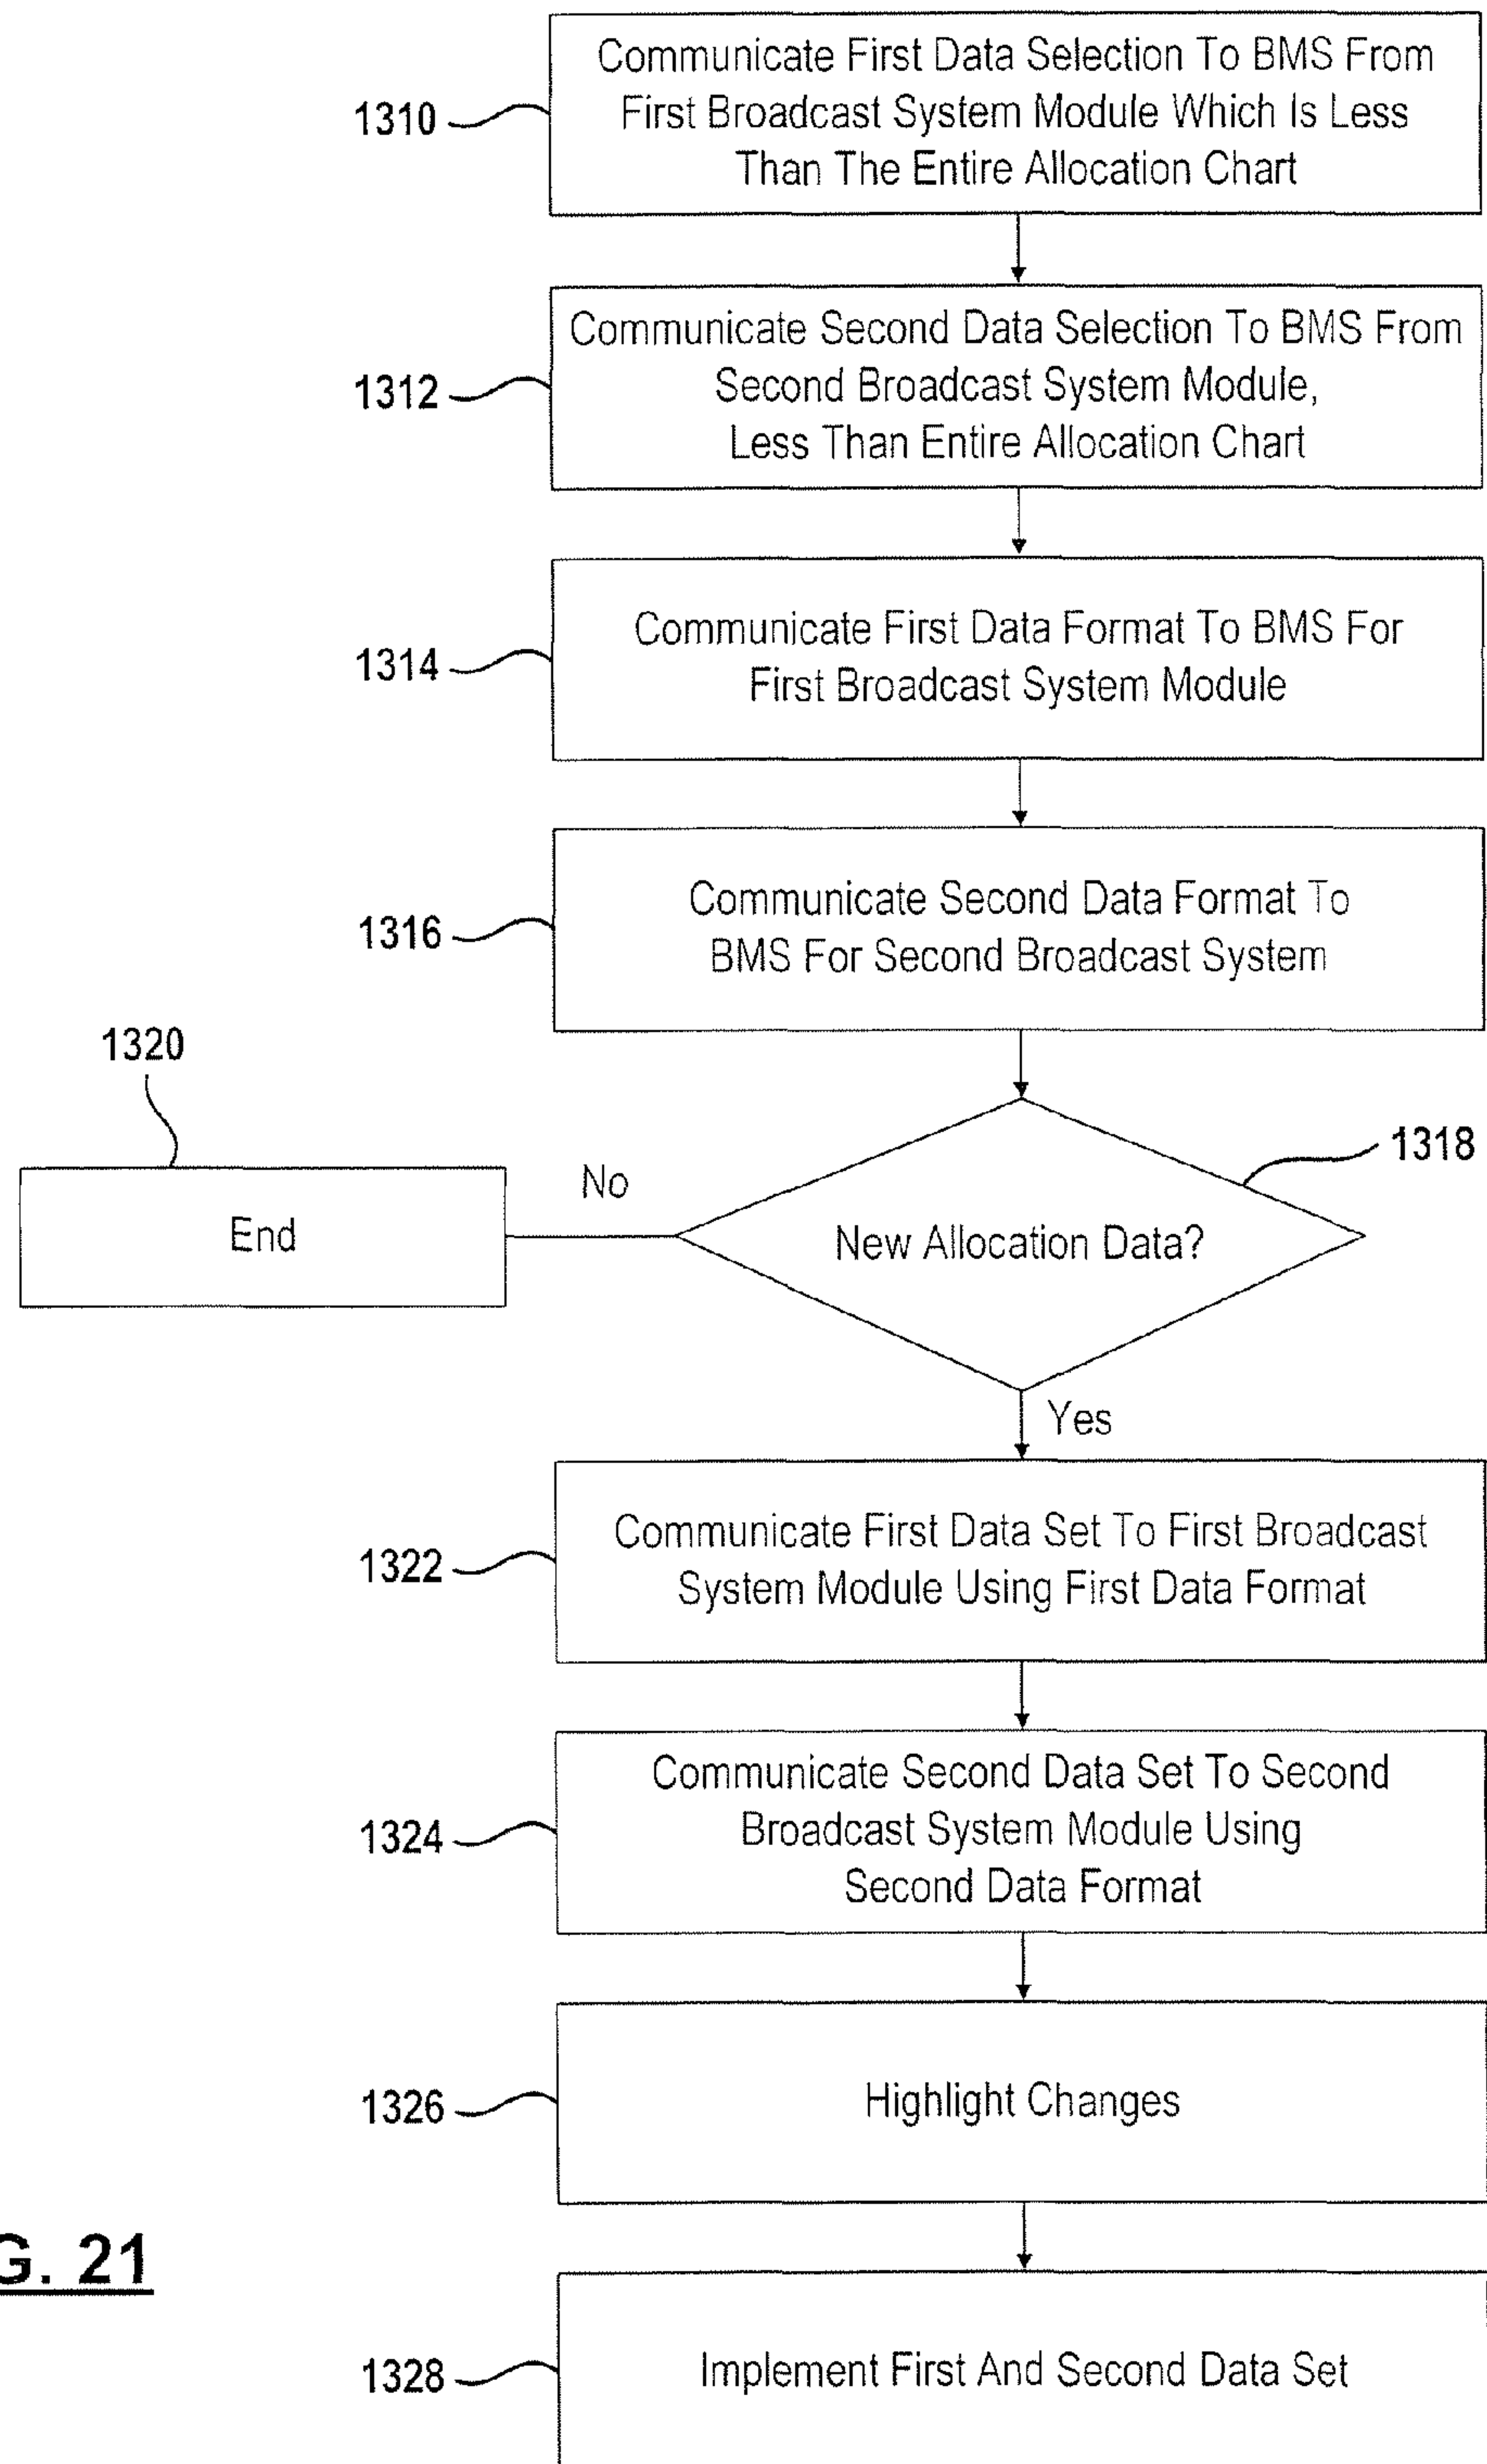 Communicate First Data Selection To BMS From
First Broadcast System Module Which Is Less
Than The Entire Allocation Chart
1310
Communicate Second Data Selection To BMS From
Second Broadcast System Module,
Less Than Entire Allocation Chart
1312
Communicate First Data Format To BMS For
First Broadcast System Module
1314
Communicate Second Data Format To
BMS For Second Broadcast System
1316
1320
End
No
New Allocation Data?
1318
Yes
Communicate First Data Set To First Broadcast
System Module Using First Data Format
1322
Communicate Second Data Set To Second
Broadcast System Module Using
Second Data Format
1324
Highlight Changes
1326
G. 21
Implement First And Second Data Set
1328